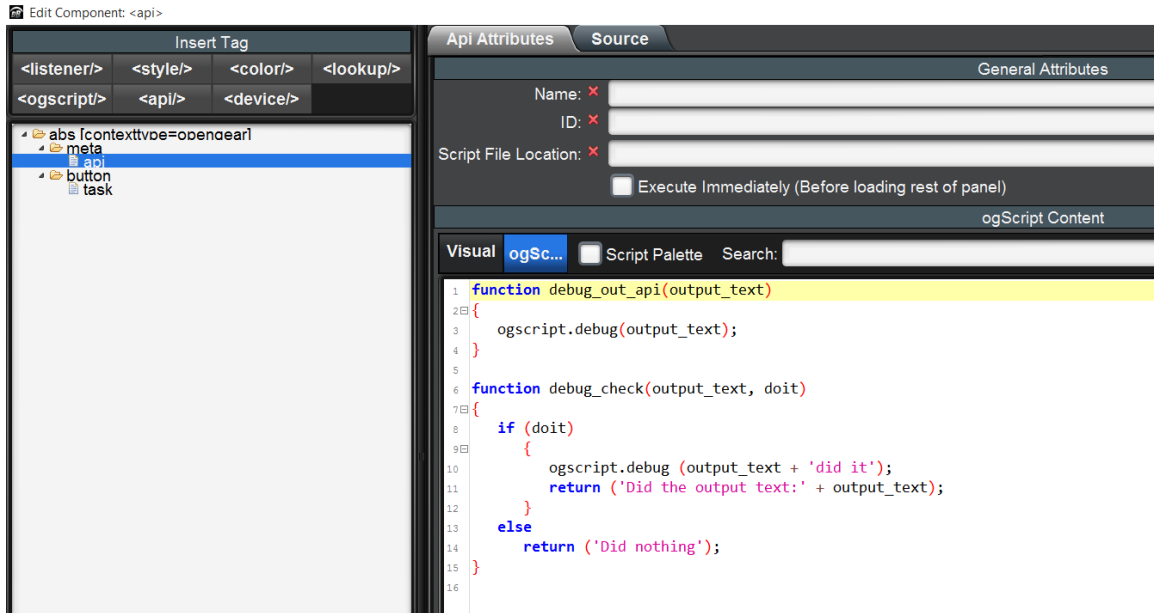 Edit Component: <api>
Insert Tag
<listener/> <style/> <color/> <lookup/>
<ogscript/> <api/> <device/>
abs [contexttype=opengear]
meta
api
button
task
Api Attributes Source
General Attributes
Name:
ID:
Script File Location:
Execute Immediately (Before loading rest of panel)
ogScript Content
Visual ogSc... Script Palette Search:
1 function debug_out_api(output_text)
2 {
3 ogscript.debug(output_text);
4 }
5
6 function debug_check(output_text, doit)
7 {
8 if (doit)
9 {
10 ogscript.debug (output_text + 'did it');
11 return ('Did the output text:' + output_text);
12 }
13 else
14 return ('Did nothing');
15 }
16